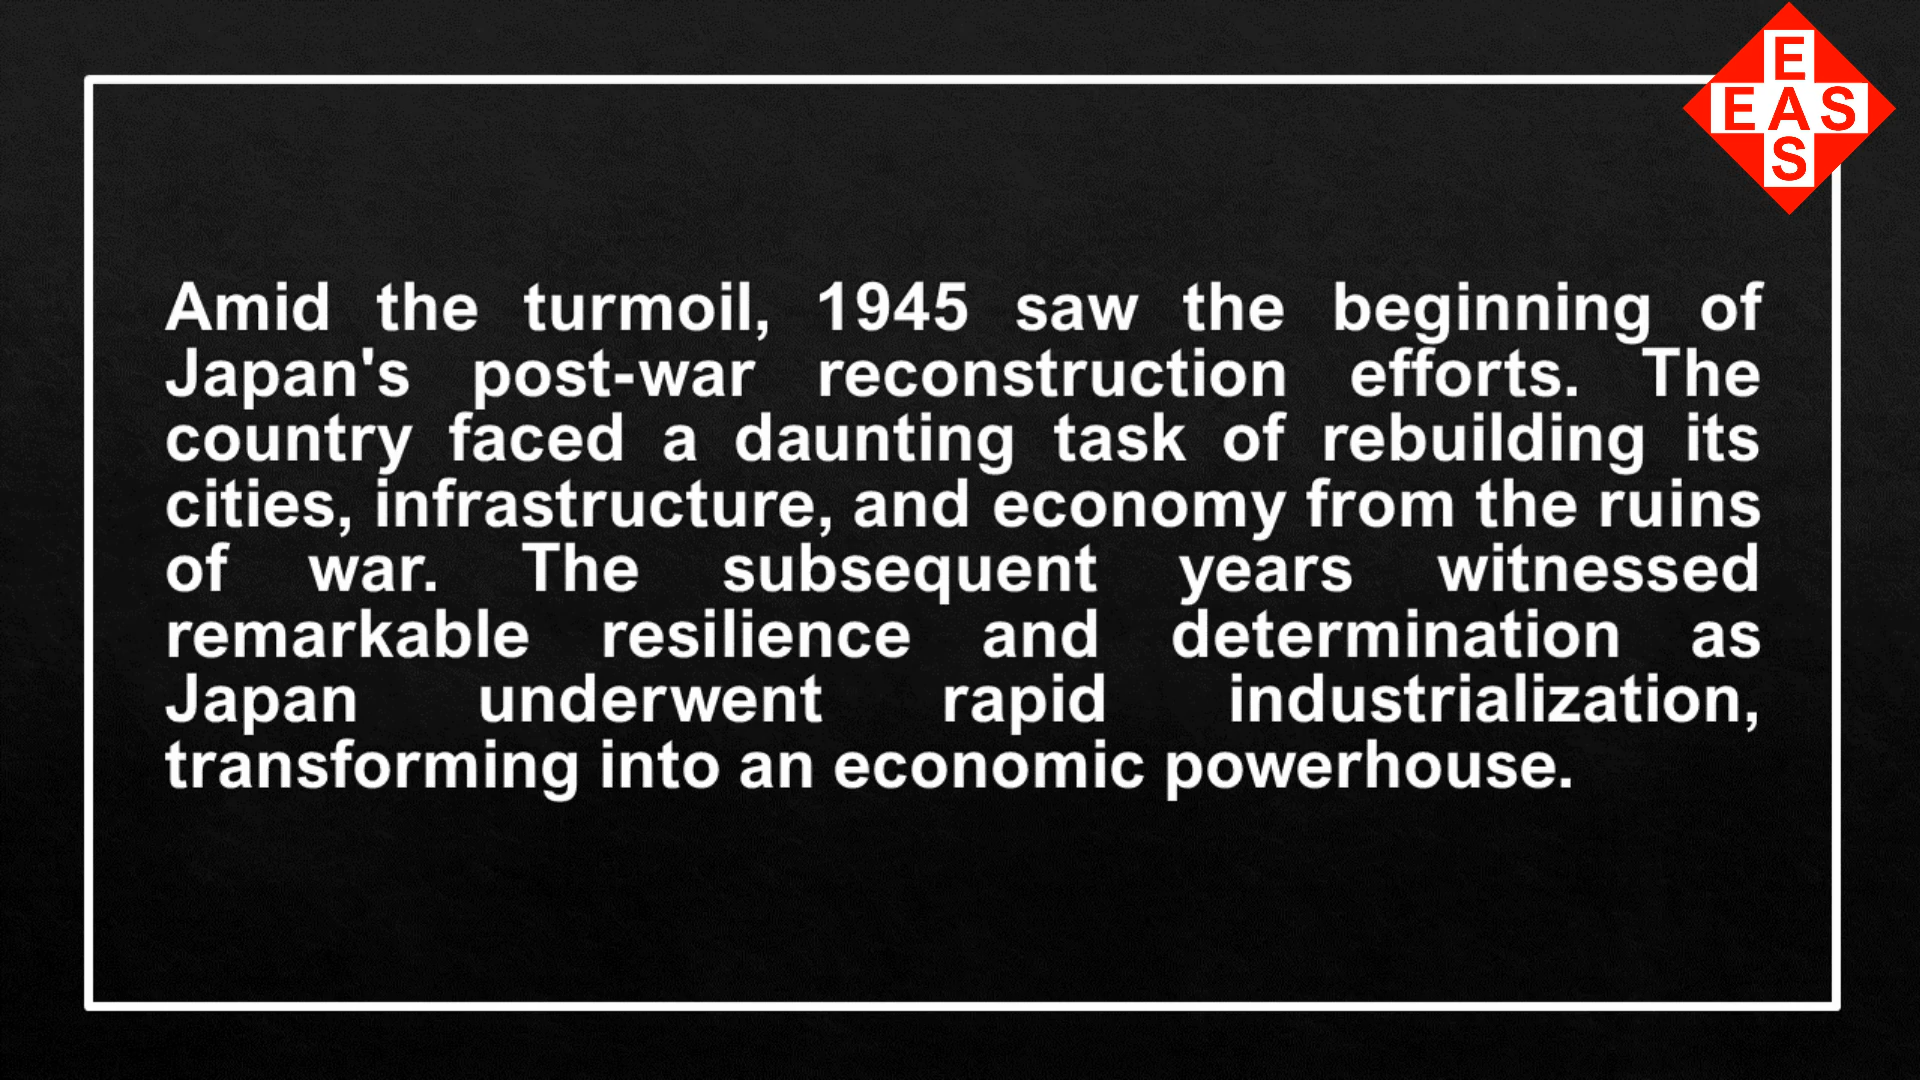 E
E A S
S
Amid the turmoil, 1945 saw the beginning of
Japan's post-war reconstruction efforts. The
country faced a daunting task of rebuilding its
cities, infrastructure, and economy from the ruins
of war. The subsequent years witnessed
remarkable resilience and determination as
Japan underwent rapid industrialization,
transforming into an economic powerhouse.